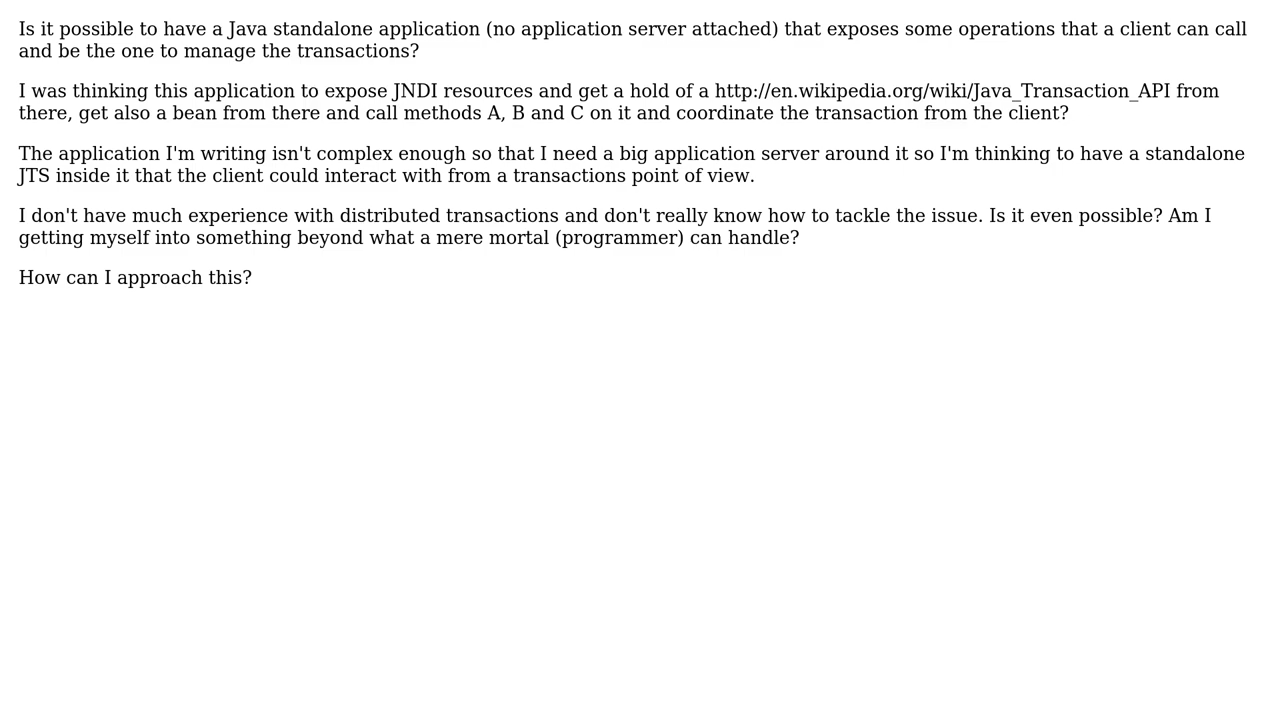 Is it possible to have a Java standalone application (no application server attached) that exposes some operations that a client can call
and be the one to manage the transactions?
I was thinking this application to expose JNDI resources and get a hold of a http://en.wikipedia.org/wiki/Java_Transaction_API from
there, get also a bean from there and call methods A, B and C on it and coordinate the transaction from the client?
The application I'm writing isn't complex enough so that I need a big application server around it so I'm thinking to have a standalone
JTS inside it that the client could interact with from a transactions point of view.
I don't have much experience with distributed transactions and don't really know how to tackle the issue. Is it even possible? Am I
getting myself into something beyond what a mere mortal (programmer) can handle?
How can I approach this?